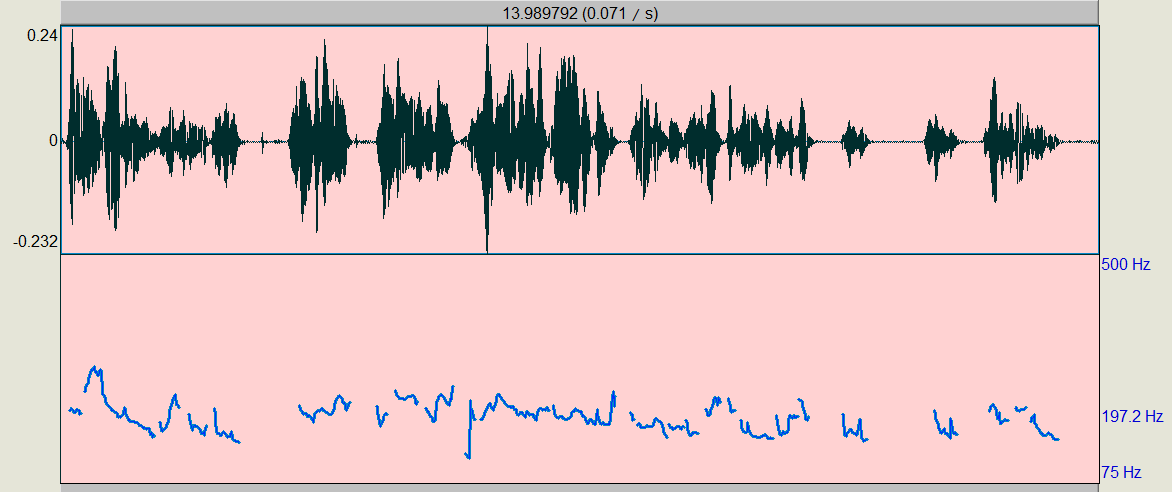 13.989792 (0.071 / s)
0.24
0
-0.232
500 Hz
197.2 Hz
75 Hz